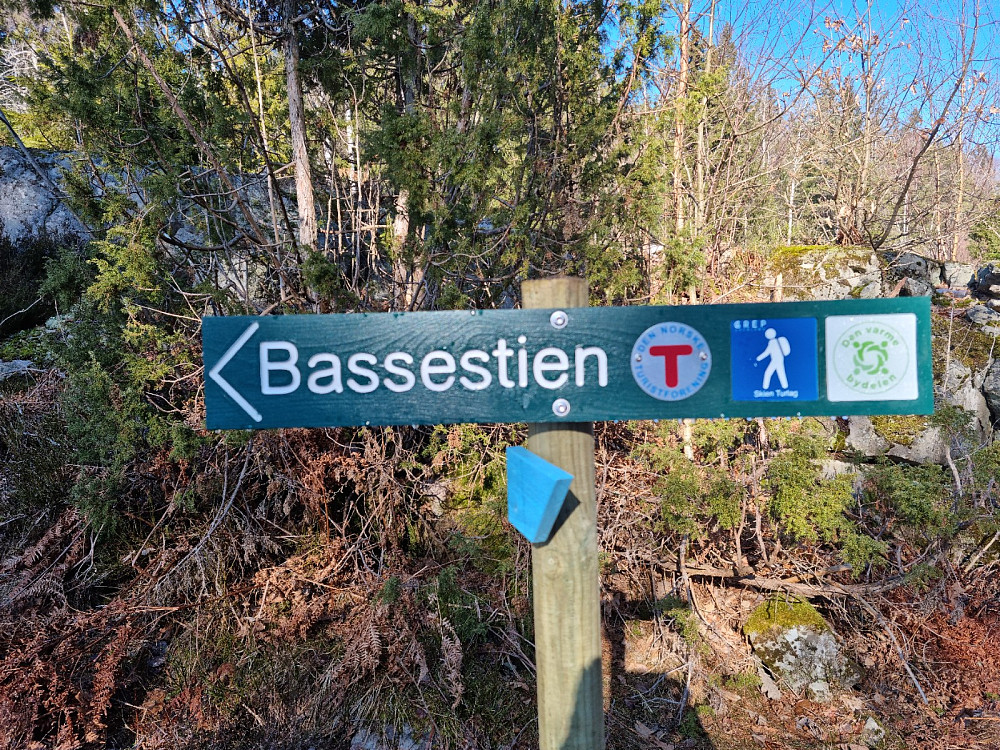 Bassestien
DEN NORSKE
T
TURISTFORENING
GREP
Skien Turlag
Den varme
bydelen